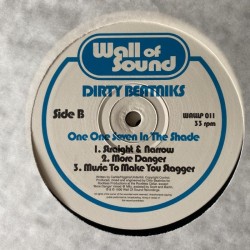 Wall of
Sound
DIRTY BEATNIKS
Side B
WALLP 011
33 rpm
One One Seven In The Shade
1. Straight & Narrow
2. More Danger
3. Music To Make You Stagger